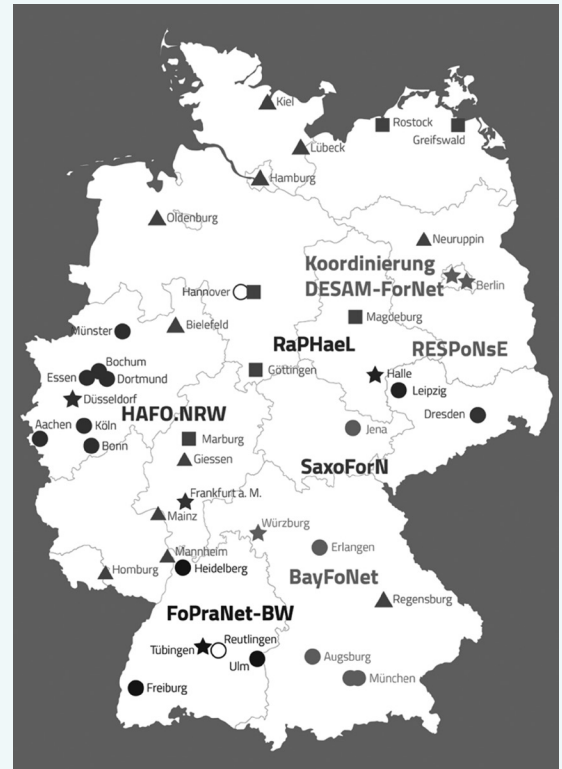 Kiel
Rostock
Greifswald
Lübeck
Hamburg
Oldenburg
Neuruppin
Koordinierung
DESAM-ForNet
Berlin
Hannover
Magdeburg
Münster
Bielefeld
RaPHaeL
RESPoNsE
Bochum
Essen
Dortmund
Göttingen
Halle
Leipzig
Düsseldorf
HAFO.NRW
Dresden
Aachen
Köln
Jena
Bonn
Marburg
Giessen
SaxoForN
Frankfurt a. M.
Mainz
Würzburg
Erlangen
Mannheim
Homburg
Heidelberg
BayFoNet
Regensburg
FoPraNet-BW
Reutlingen
Tübingen
Ulm
Augsburg
München
Freiburg